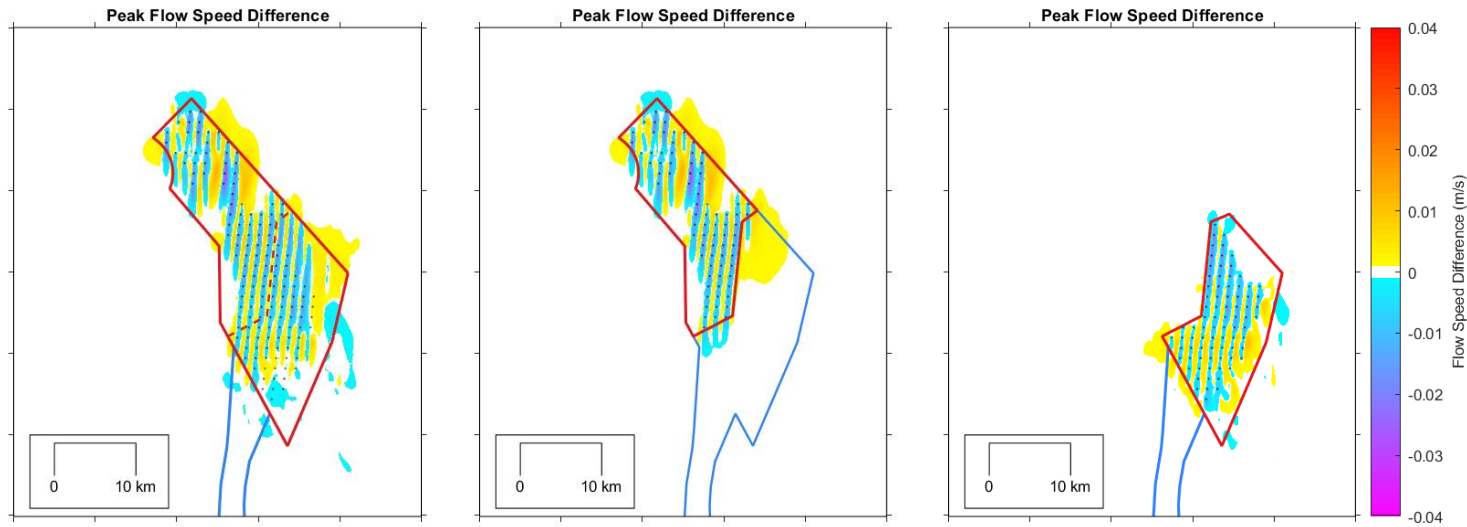 Peak Flow Speed Difference
Peak Flow Speed Difference
Peak Flow Speed Difference
0 10 km
0 10 km
0 10 km
0.04
0.03
0.02
0.01
0
-0.01
-0.02
-0.03
-0.04
Flow Speed Difference (m/s)